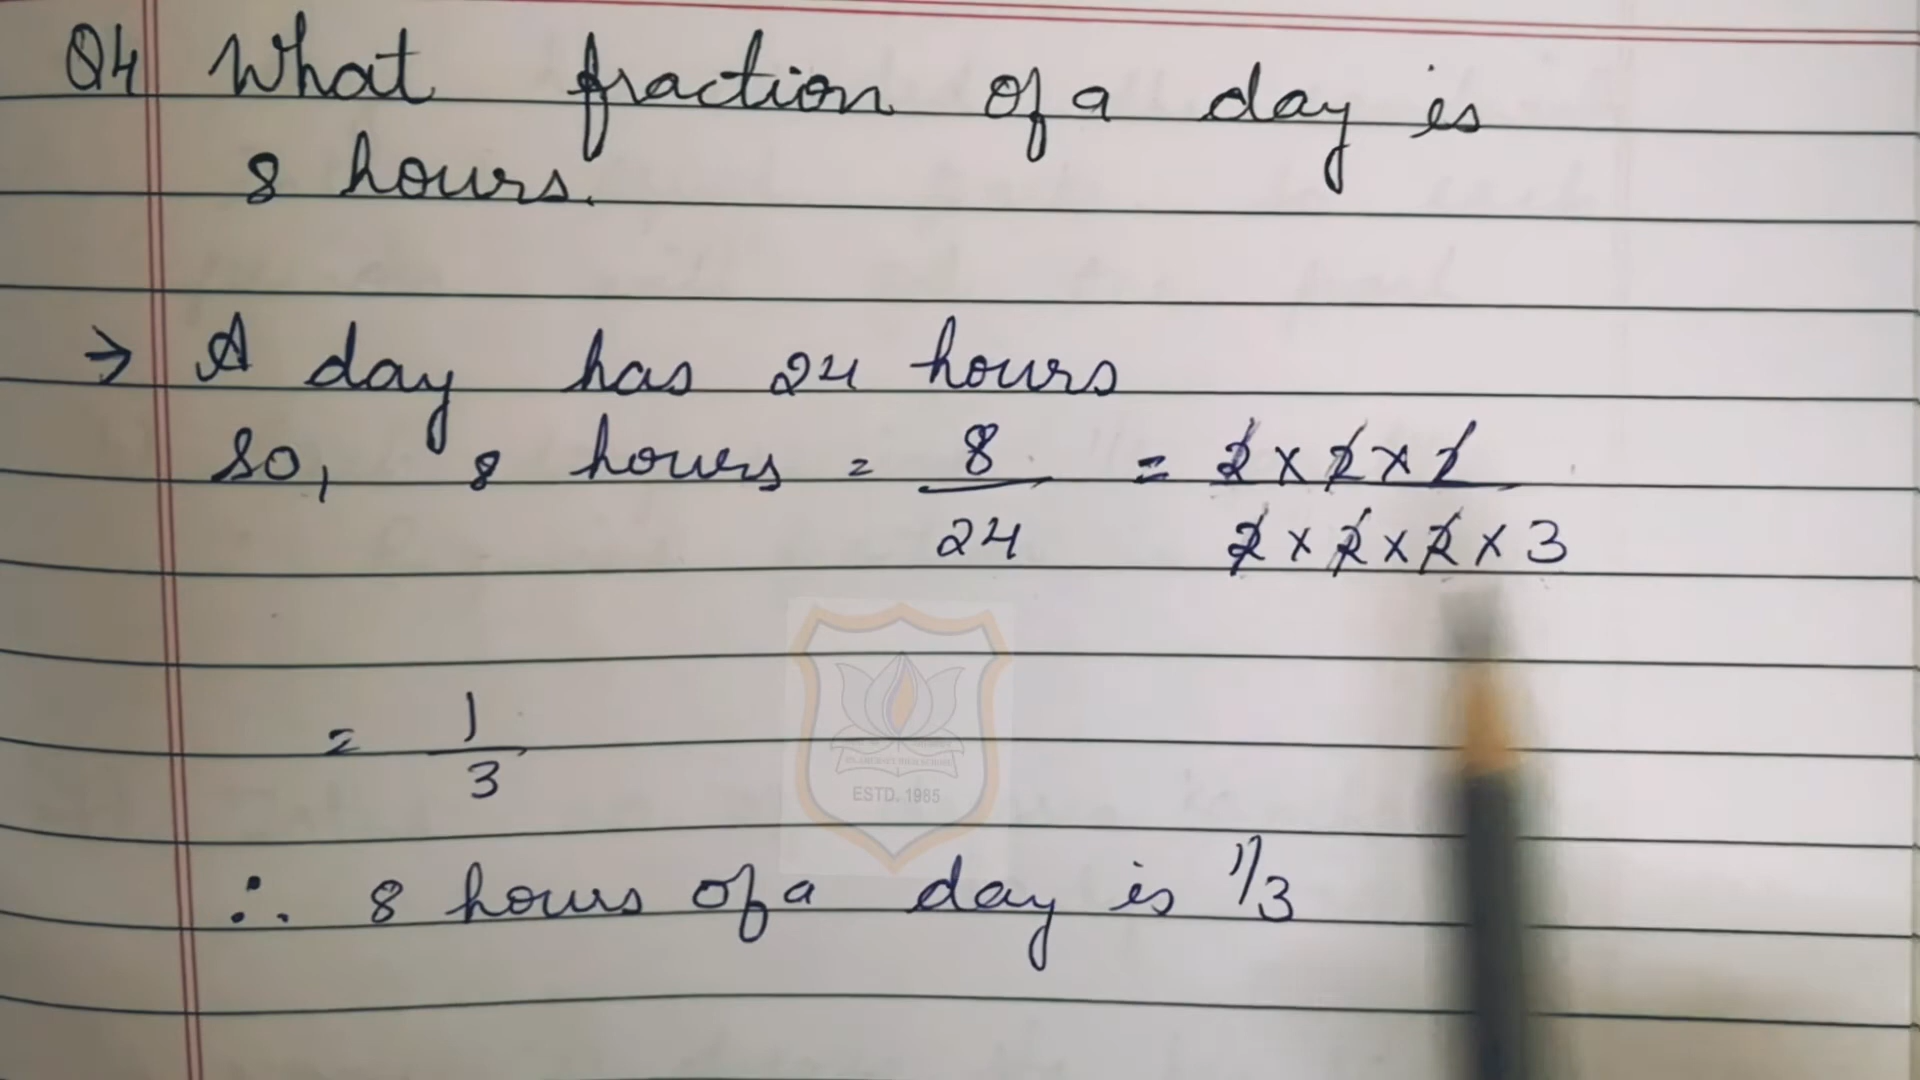 Q4 What fraction of a day is
8 hours.
→ A day has 24 hours
So, 8 hours = 8/24 = 2 x 2 x 2 / 2 x 2 x 2 x 3
= 1/3
∴ 8 hours of a day is 1/3
ESTD. 1985